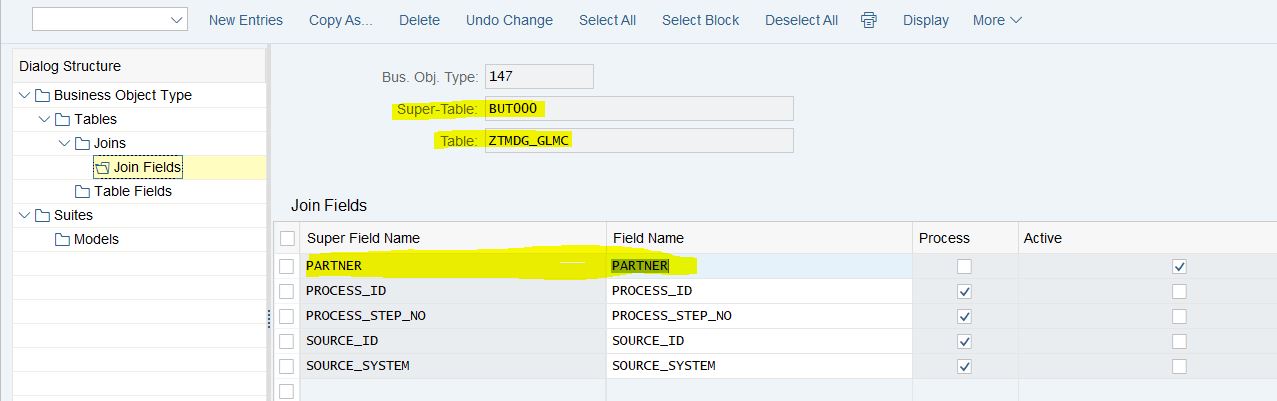 New Entries Copy As... Delete Undo Change Select All Select Block Deselect All Display More
Dialog Structure
Business Object Type
Tables
Joins
Join Fields
Table Fields
Suites
Models
Bus. Obj. Type: 147
Super-Table: BUT000
Table: ZTMDG_GLMC
Join Fields
Super Field Name Field Name Process Active
PARTNER PARTNER
PROCESS_ID PROCESS_ID
PROCESS_STEP_NO PROCESS_STEP_NO
SOURCE_ID SOURCE_ID
SOURCE_SYSTEM SOURCE_SYSTEM